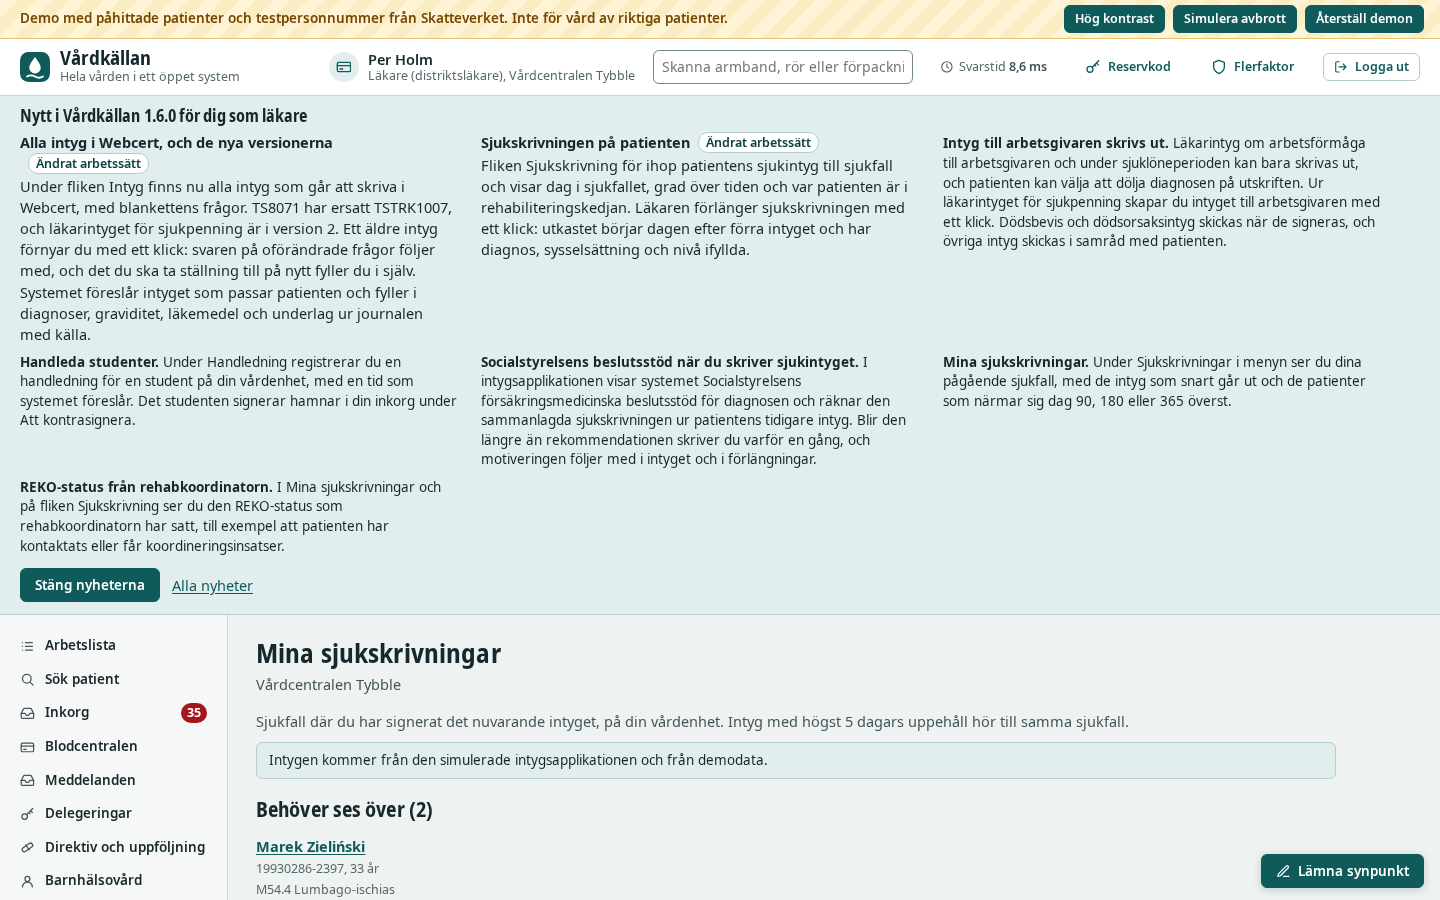 Demo med påhittade patienter och testpersonnummer från Skatteverket. Inte för vård av riktiga patienter.
Hög kontrast
Simulera avbrott
Återställ demon
Vårdkällan
Hela vården i ett öppet system
Per Holm
Läkare (distriktsläkare), Vårdcentralen Tybble
Skanna armband, rör eller förpackni
Svarstid 8,6 ms
Reservkod
Flerfaktor
Logga ut
Nytt i Vårdkällan 1.6.0 för dig som läkare
Alla intyg i Webcert, och de nya versionerna
Ändrat arbetssätt
Under fliken Intyg finns nu alla intyg som går att skriva i
Webcert, med blankettens frågor. TS8071 har ersatt TSTRK1007,
och läkarintyget för sjukpenning är i version 2. Ett äldre intyg
förnyar du med ett klick: svaren på oförändrade frågor följer
med, och det du ska ta ställning till på nytt fyller du i själv.
Systemet föreslår intyget som passar patienten och fyller i
diagnoser, graviditet, läkemedel och underlag ur journalen
med källa.
Sjukskrivningen på patienten
Ändrat arbetssätt
Fliken Sjukskrivning för ihop patientens sjukintyg till sjukfall
och visar dag i sjukfallet, grad över tiden och var patienten är i
rehabiliteringskedjan. Läkaren förlänger sjukskrivningen med
ett klick: utkastet börjar dagen efter förra intyget och har
diagnos, sysselsättning och nivå ifyllda.
Intyg till arbetsgivaren skrivs ut. Läkarintyg om arbetsförmåga
till arbetsgivaren och under sjuklöneperioden kan bara skrivas ut,
och patienten kan välja att dölja diagnosen på utskriften. Ur
läkarintyget för sjukpenning skapar du intyget till arbetsgivaren med
ett klick. Dödsbevis och dödsorsaksintyg skickas när de signeras, och
övriga intyg skickas i samråd med patienten.
Handleda studenter. Under Handledning registrerar du en
handledning för en student på din vårdenhet, med en tid som
systemet föreslår. Det studenten signerar hamnar i din inkorg under
Att kontrasignera.
Socialstyrelsens beslutsstöd när du skriver sjukintyget. I
intygsapplikationen visar systemet Socialstyrelsens
försäkringsmedicinska beslutsstöd för diagnosen och räknar den
sammanlagda sjukskrivningen ur patientens tidigare intyg. Blir den
längre än rekommendationen skriver du varför en gång, och
motiveringen följer med i intyget och i förlängningar.
Mina sjukskrivningar. Under Sjukskrivningar i menyn ser du dina
pågående sjukfall, med de intyg som snart går ut och de patienter
som närmar sig dag 90, 180 eller 365 överst.
REKO-status från rehabkoordinatorn. I Mina sjukskrivningar och
på fliken Sjukskrivning ser du den REKO-status som
rehabkoordinatorn har satt, till exempel att patienten har
kontaktats eller får koordineringsinsatser.
Stäng nyheterna
Alla nyheter
Arbetslista
Sök patient
Inkorg
35
Blodcentralen
Meddelanden
Delegeringar
Direktiv och uppföljning
Barnhälsovård
Mina sjukskrivningar
Vårdcentralen Tybble
Sjukfall där du har signerat det nuvarande intyget, på din vårdenhet. Intyg med högst 5 dagars uppehåll hör till samma sjukfall.
Intygen kommer från den simulerade intygsapplikationen och från demodata.
Behöver ses över (2)
Marek Zieliński
19930286-2397, 33 år
M54.4 Lumbago-ischias
Lämna synpunkt